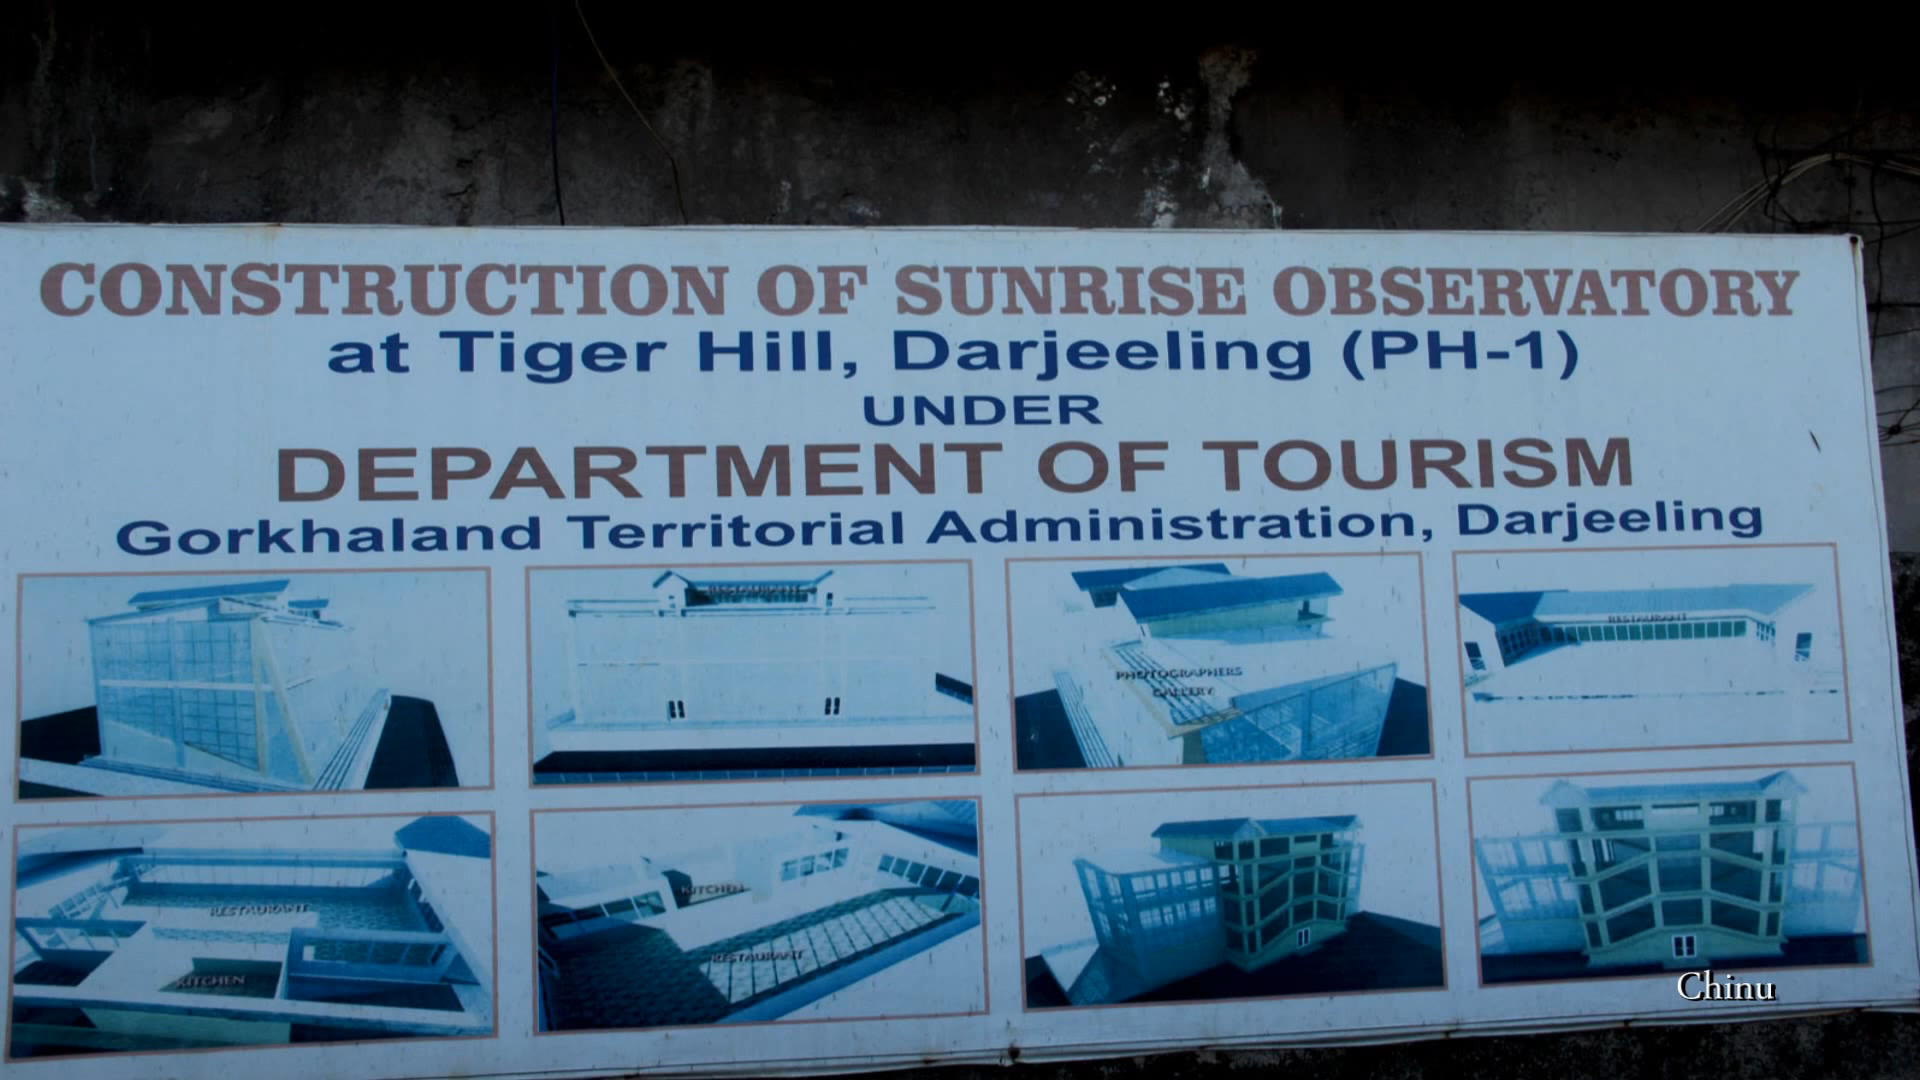 CONSTRUCTION OF SUNRISE OBSERVATORY
at Tiger Hill, Darjeeling (PH-1)
UNDER
DEPARTMENT OF TOURISM
Gorkhaland Territorial Administration, Darjeeling
RESTAURANT
PHOTOGRAPHERS
GALLERY
RESTAURANT
RESTAURANT
KITCHEN
KITCHEN
RESTAURANT
Chinu